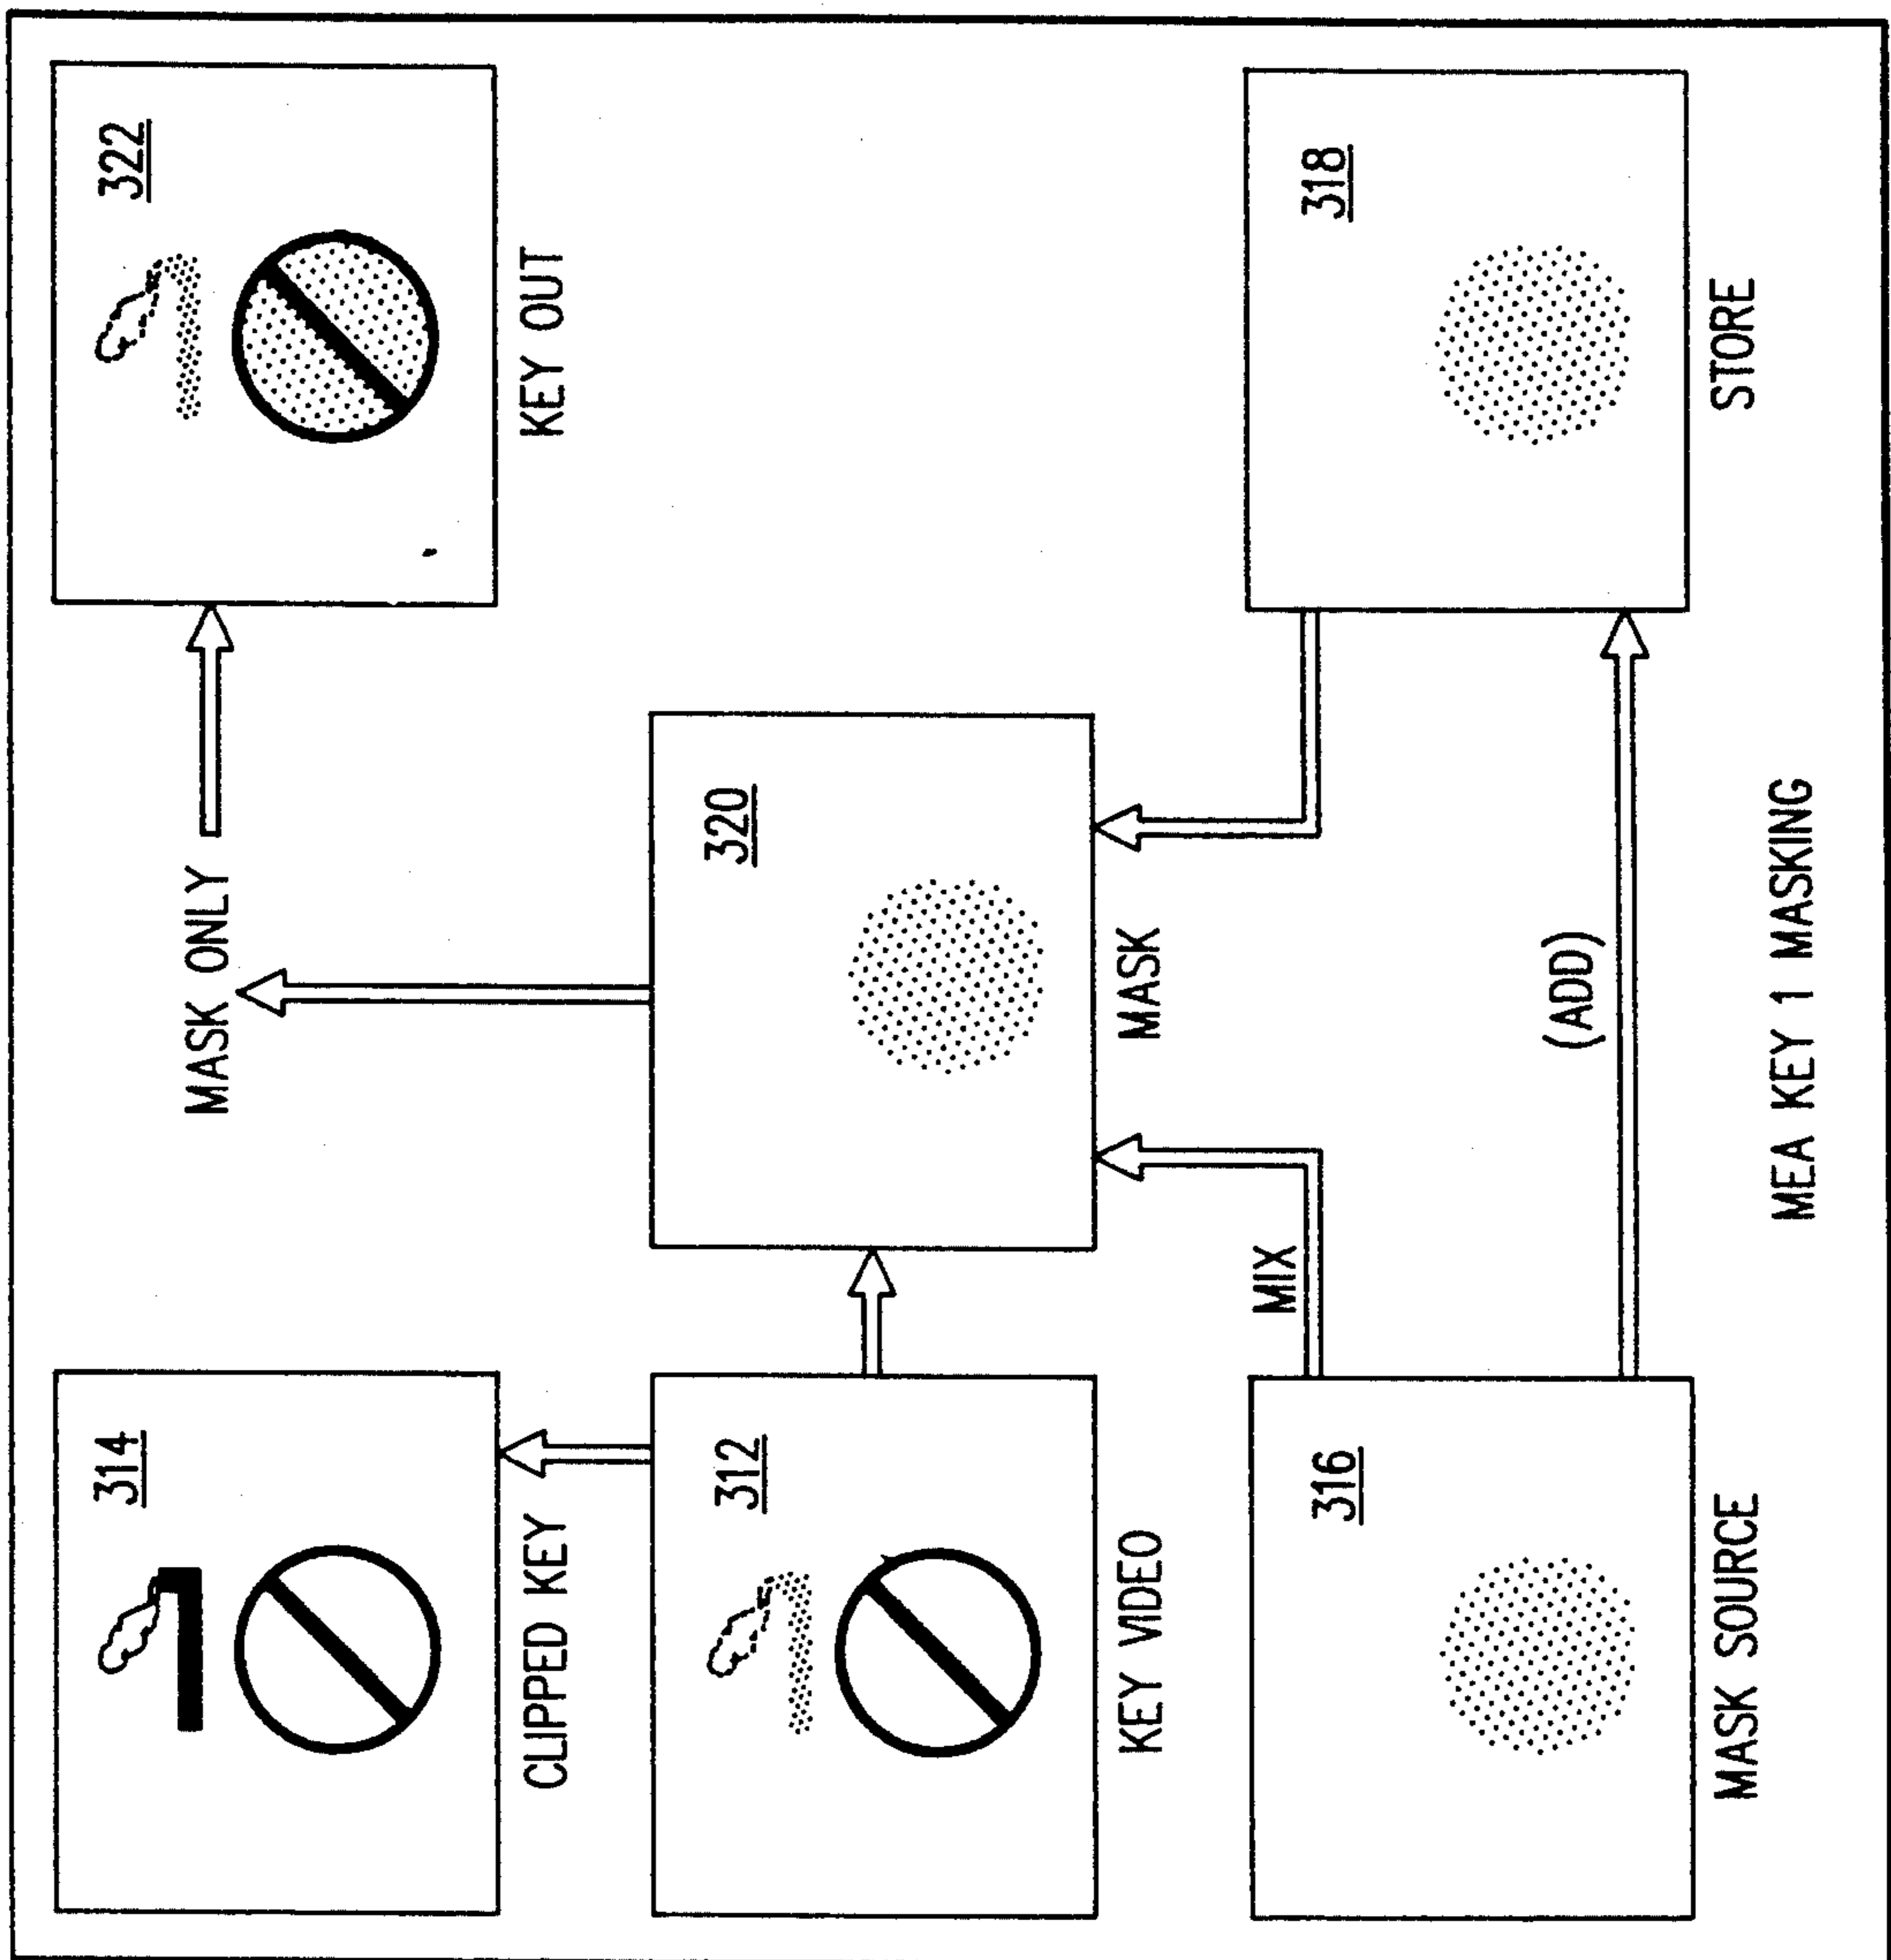 314
322
MASK ONLY
CLIPPED KEY
KEY OUT
312
320
KEY VIDEO
MASK
MIX
316
318
(ADD)
MASK SOURCE
STORE
MEA KEY 1 MASKING